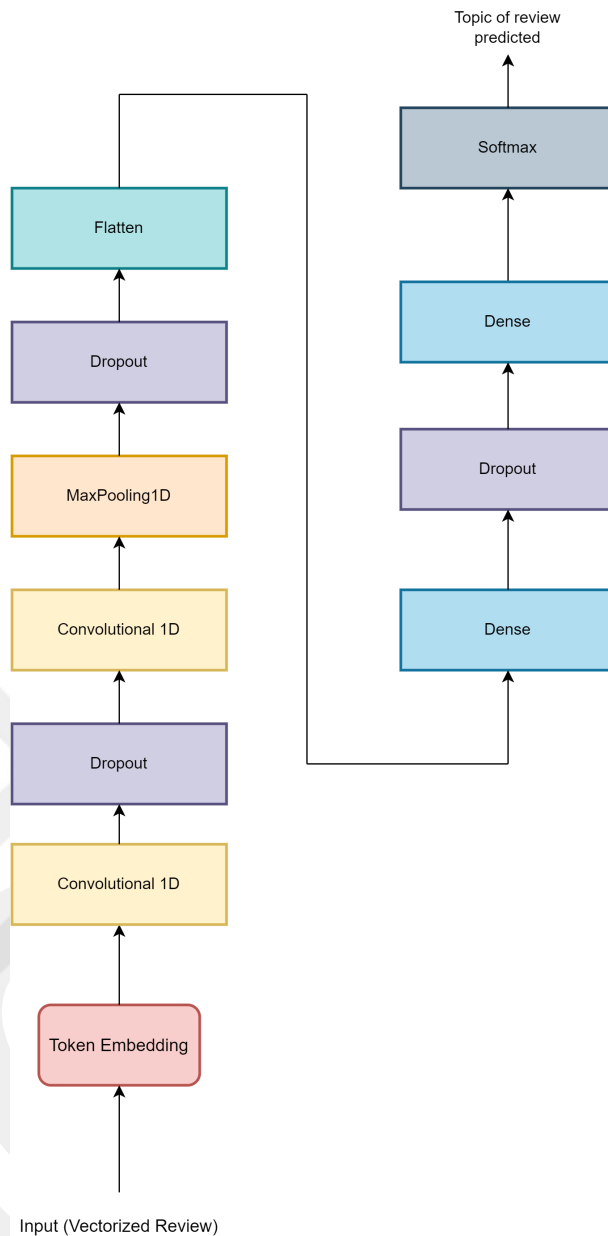 Topic of review
predicted
Softmax
Flatten
Dense
Dropout
Dropout
MaxPooling1D
Convolutional 1D
Dense
Dropout
Convolutional 1D
Token Embedding
Input (Vectorized Review)